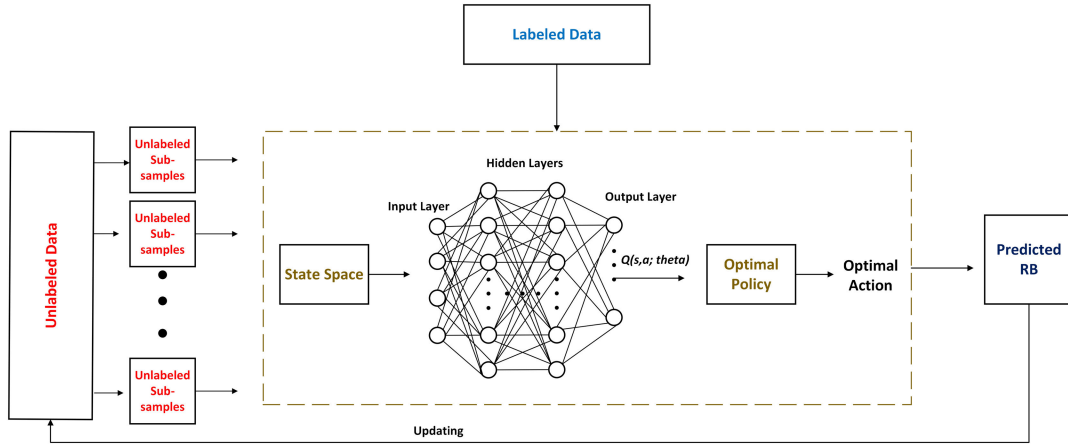 Labeled Data
Unlabeled Data
Unlabeled
Sub-
samples
Unlabeled
Sub-
samples
Unlabeled
Sub-
samples
Hidden Layers
Input Layer
Output Layer
State Space
Q(s,a; theta)
Optimal
Policy
Optimal
Action
Predicted
RB
Updating